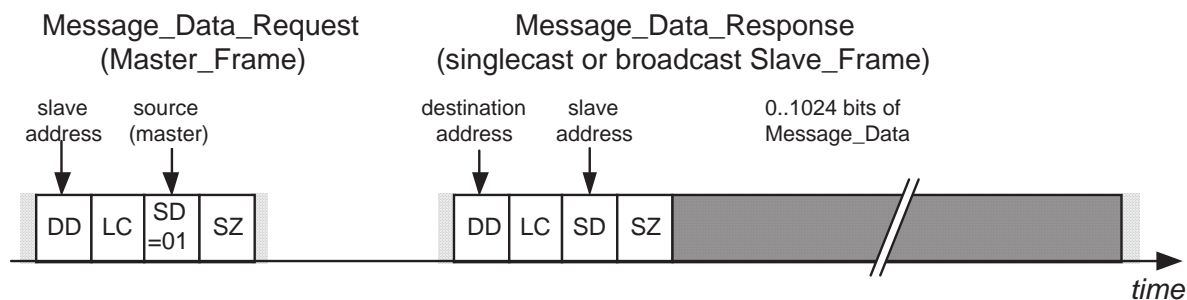 Message_Data_Request
(Master_Frame)
Message_Data_Response
(singlecast or broadcast Slave_Frame)
slave
address
source
(master)
destination
address
slave
address
0..1024 bits of
Message_Data
DD
LC
SD
=01
SZ
DD
LC
SD
SZ
time